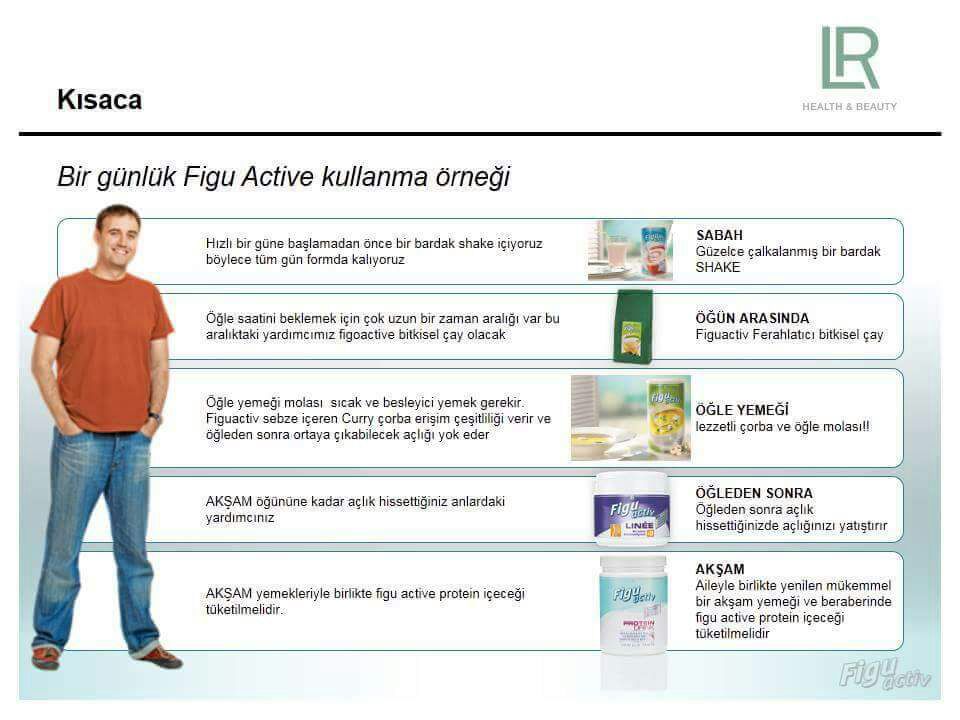 LR
HEALTH & BEAUTY
Kısaca
Bir günlük Figu Active kullanma örneği
Hızlı bir güne başlamadan önce bir bardak shake içiyoruz
böylece tüm gün formda kalıyoruz
SABAH
Güzelce çalkalanmış bir bardak
SHAKE
Öğle saatini beklemek için çok uzun bir zaman aralığı var bu
aralıktaki yardımcımız figoactive bitkisel çay olacak
ÖĞÜN ARASINDA
Figuactiv Ferahlatıcı bitkisel çay
Öğle yemeği molası sıcak ve besleyici yemek gerekir.
Figuactiv sebze içeren Curry çorba erişim çeşitliliği verir ve
öğleden sonra ortaya çıkabilecek açlığı yok eder
figu
activ
ÖĞLE YEMEĞİ
lezzetli çorba ve öğle molası!!
AKŞAM öğününe kadar açlık hissettiğiniz anlardaki
yardımcınız
Figu
activ
LINÉE
ÖĞLEDEN SONRA
Öğleden sonra açlık
hissettiğinizde açlığınızı yatıştırır
AKŞAM yemekleriyle birlikte figu active protein içeceği
tüketilmelidir.
Figu
activ
PROTEIN
DRINK
AKŞAM
Aileyle birlikte yenilen mükemmel
bir akşam yemeği ve beraberinde
figu active protein içeceği
tüketilmelidir
Figu
activ